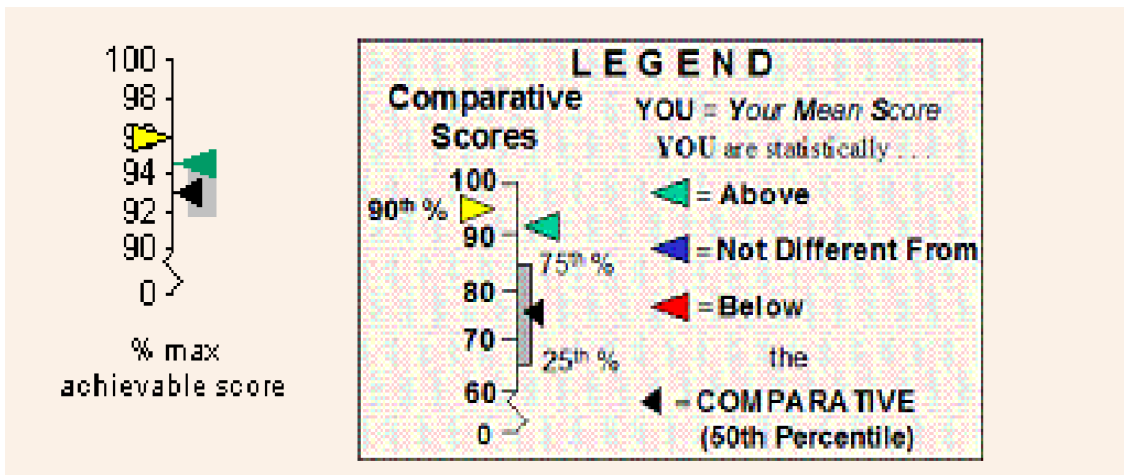 100
98
96
94
92
90
0
% max
achievable score
LEGEND
Comparative
Scores
100
90th %
90
75th %
80
70
25th %
60
0
YOU = Your Mean Score
YOU are statistically . . .
= Above
= Not Different From
= Below
the
= COMPARATIVE
(50th Percentile)